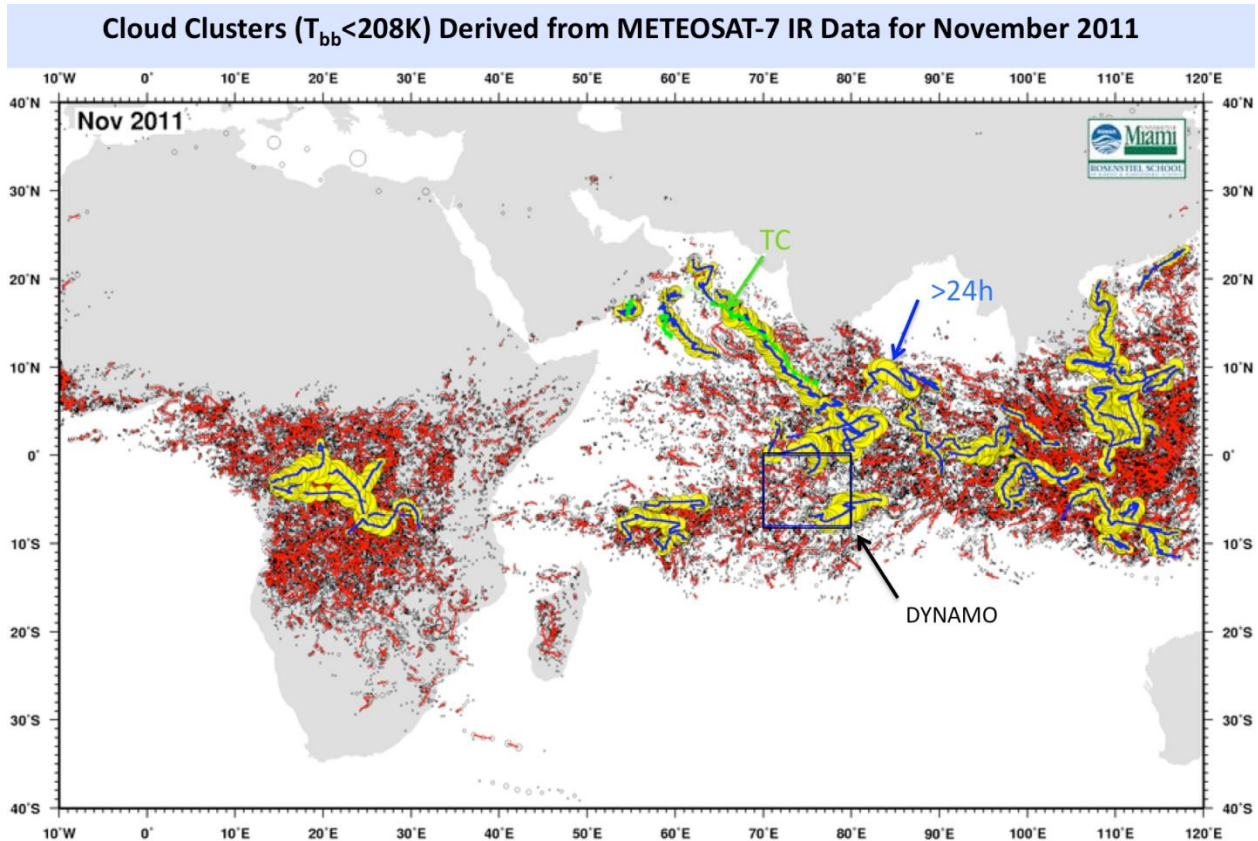 Cloud Clusters (Tbb<208K) Derived from METEOSAT-7 IR Data for November 2011
10˚W 0˚ 10˚E 20˚E 30˚E 40˚E 50˚E 60˚E 70˚E 80˚E 90˚E 100˚E 110˚E 120˚E
40˚N 40˚N
Nov 2011
Miami
ROSENSTIEL SCHOOL
30˚N 30˚N
TC
20˚N 20˚N
>24h
10˚N 10˚N
0˚ 0˚
10˚S 10˚S
DYNAMO
20˚S 20˚S
30˚S 30˚S
40˚S 40˚S
10˚W 0˚ 10˚E 20˚E 30˚E 40˚E 50˚E 60˚E 70˚E 80˚E 90˚E 100˚E 110˚E 120˚E